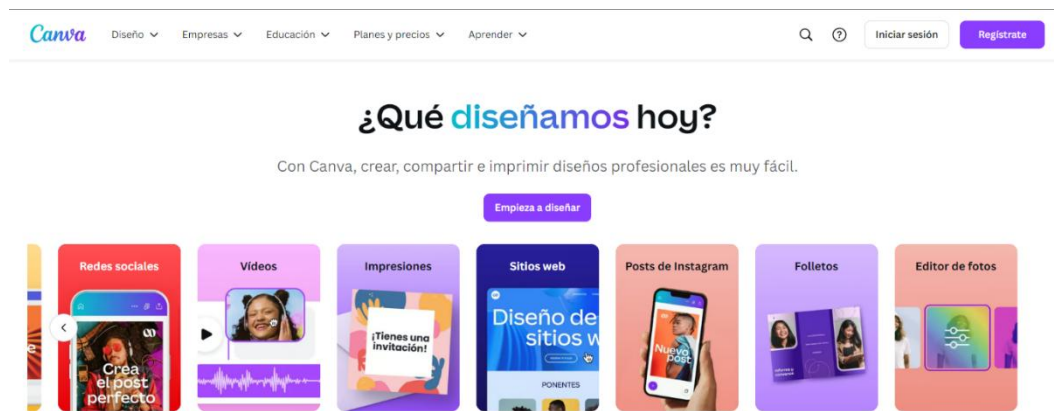 Canva Diseño Empresas Educación Planes y precios Aprender ? Iniciar sesión Regístrate
¿Qué diseñamos hoy?
Con Canva, crear, compartir e imprimir diseños profesionales es muy fácil.
Empieza a diseñar
Redes sociales
Crea
el post
perfecto
Vídeos
Impresiones
¡Tienes una
invitación!
Sitios web
Diseño de
sitios w
PONENTES
Posts de Instagram
Nuevo
post
Folletos
Editor de fotos